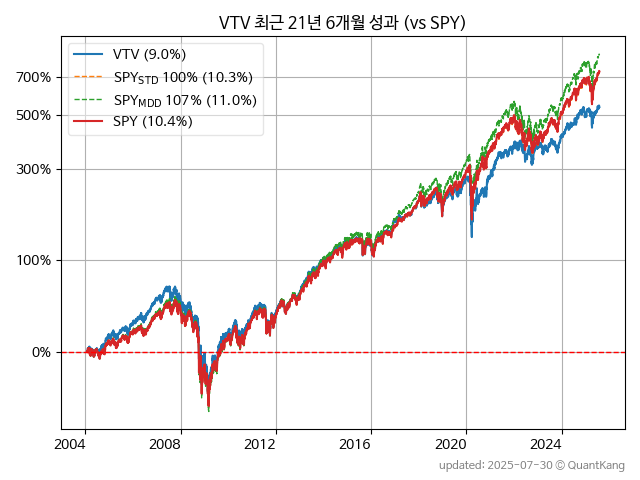 VTV 최근 21년 6개월 성과 (vs SPY)
VTV (9.0%)
SPY_STD 100% (10.3%)
SPY_MDD 107% (11.0%)
SPY (10.4%)
700%
500%
300%
100%
0%
2004 2008 2012 2016 2020 2024
updated: 2025-07-30 © QuantKang